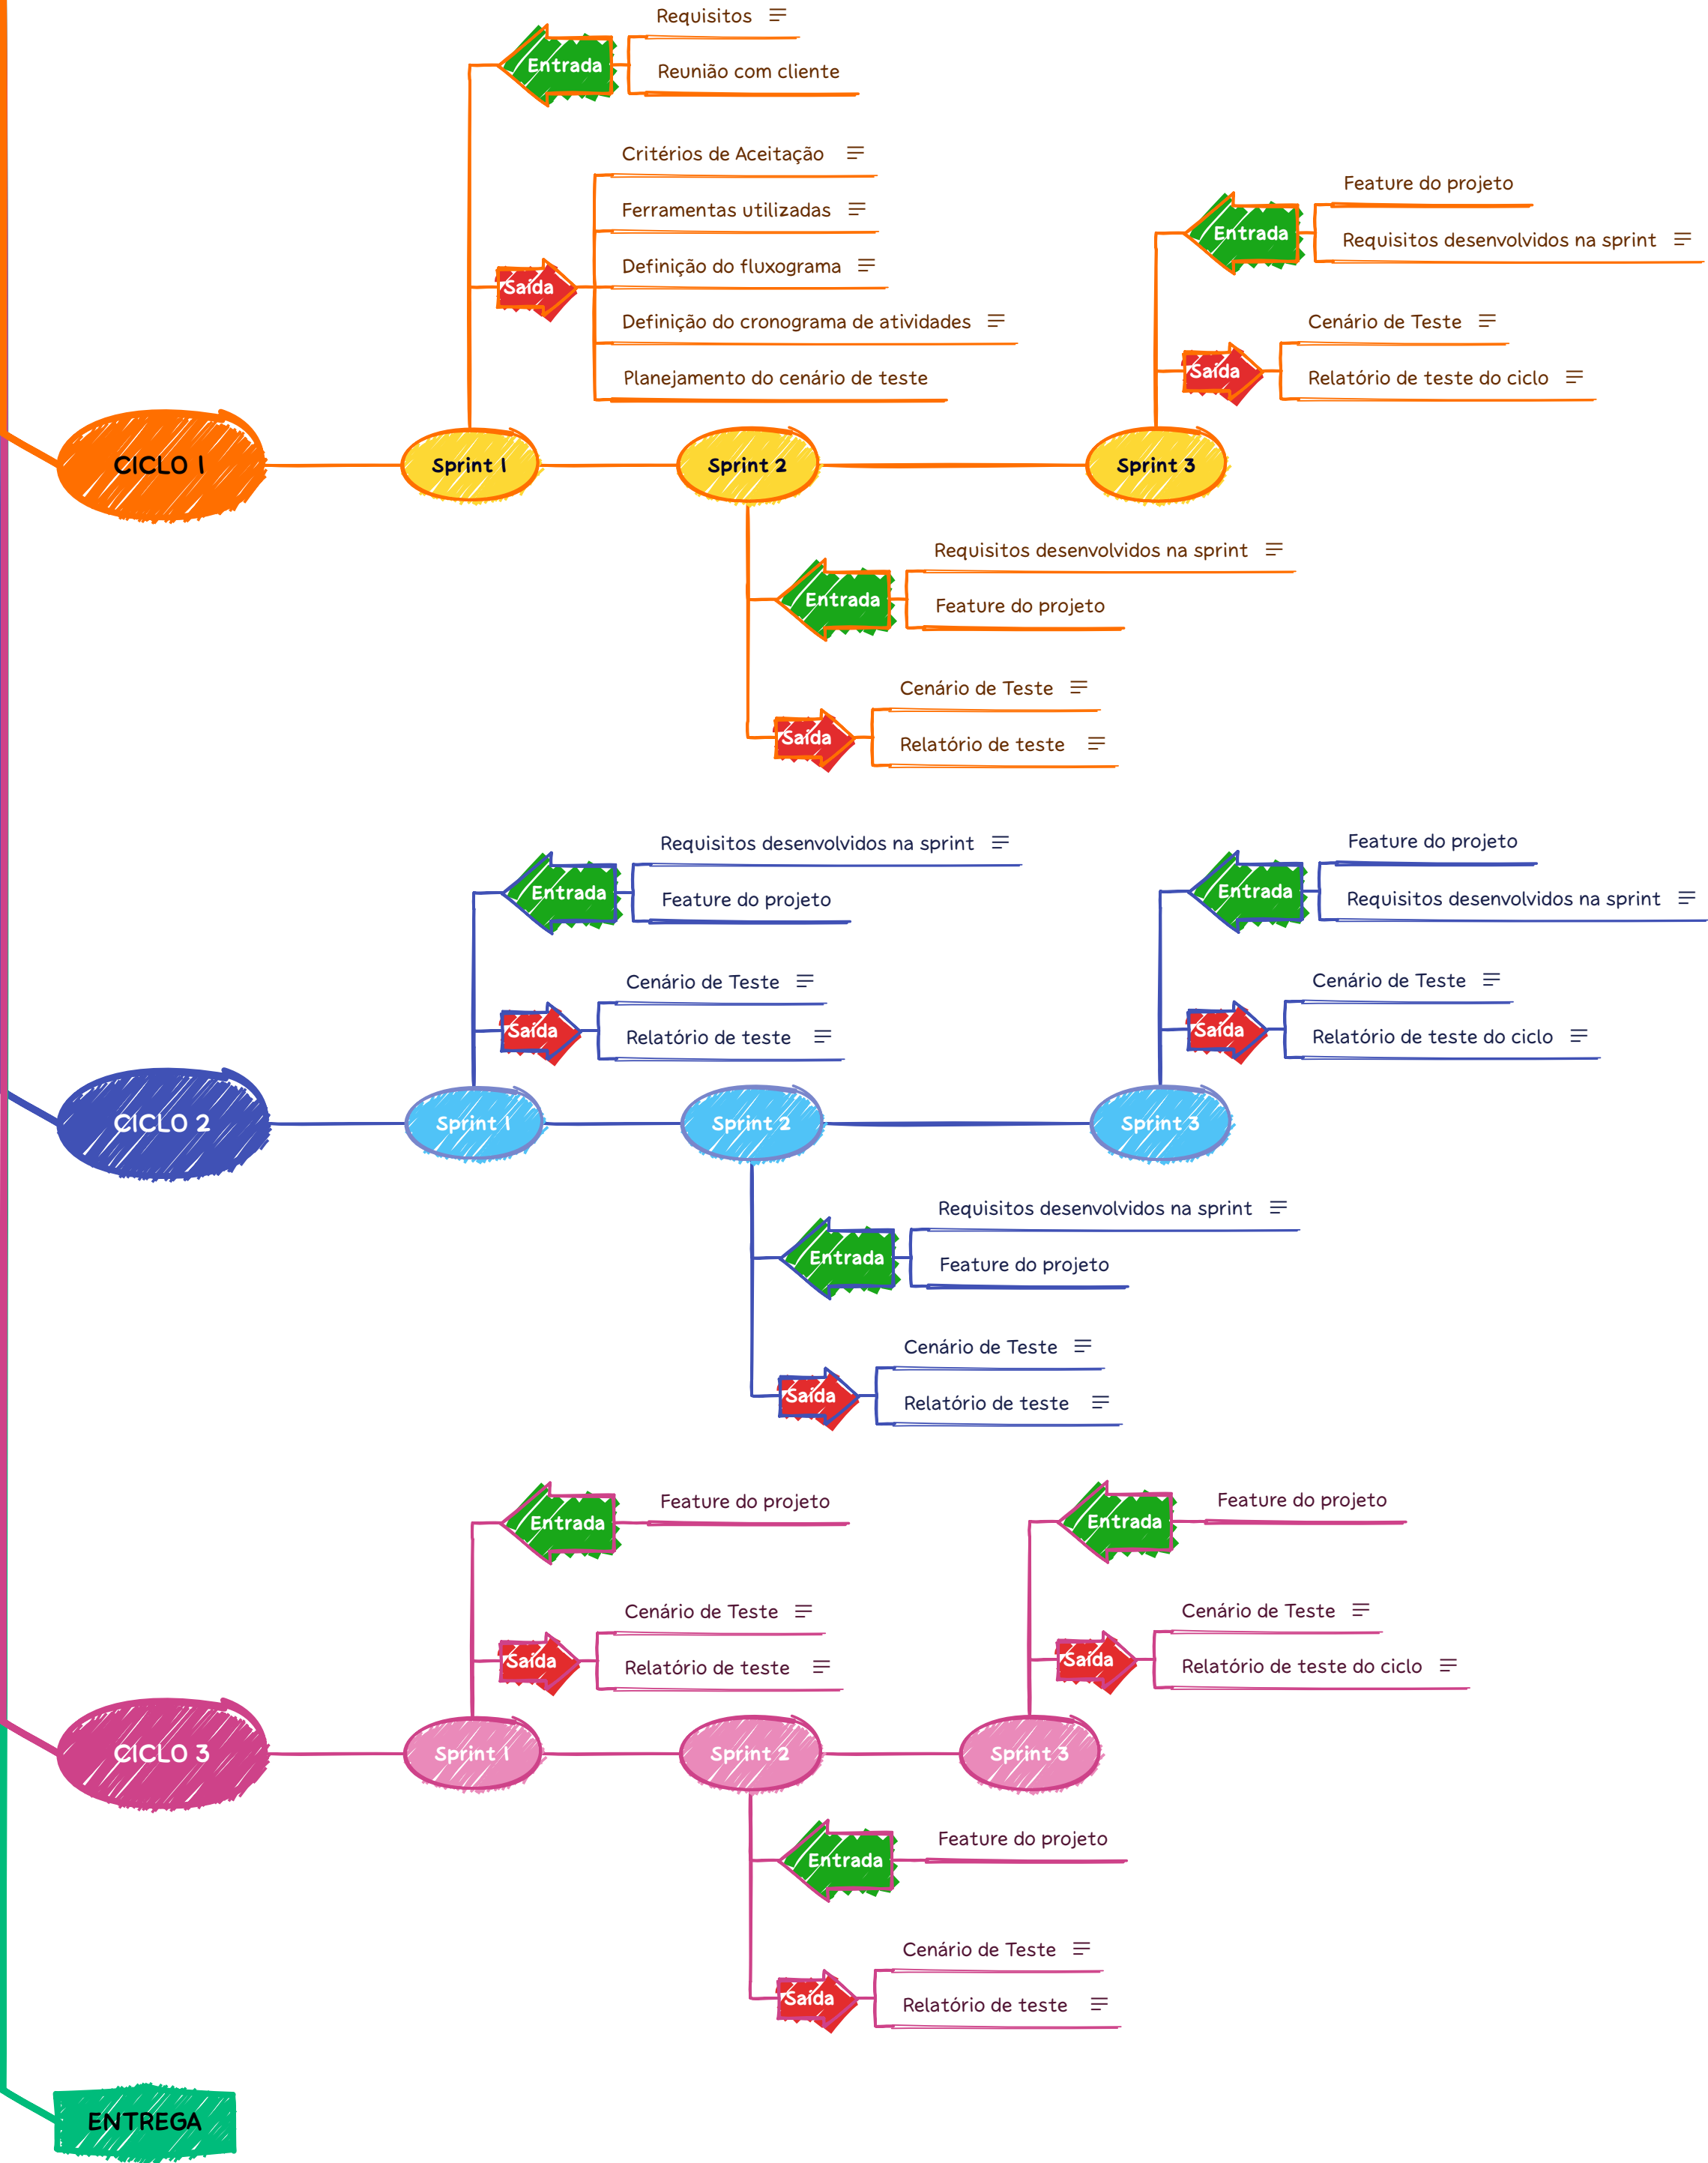 Requisitos
Entrada
Reunião com cliente
Critérios de Aceitação
Ferramentas utilizadas
Definição do fluxograma
Saída
Definição do cronograma de atividades
Planejamento do cenário de teste
Feature do projeto
Entrada
Requisitos desenvolvidos na sprint
Cenário de Teste
Saída
Relatório de teste do ciclo
CICLO 1
Sprint 1
Sprint 2
Sprint 3
Requisitos desenvolvidos na sprint
Entrada
Feature do projeto
Cenário de Teste
Saída
Relatório de teste
Requisitos desenvolvidos na sprint
Entrada
Feature do projeto
Cenário de Teste
Saída
Relatório de teste
Feature do projeto
Entrada
Requisitos desenvolvidos na sprint
Cenário de Teste
Saída
Relatório de teste do ciclo
CICLO 2
Sprint 1
Sprint 2
Sprint 3
Requisitos desenvolvidos na sprint
Entrada
Feature do projeto
Cenário de Teste
Saída
Relatório de teste
Feature do projeto
Entrada
Cenário de Teste
Saída
Relatório de teste
Feature do projeto
Entrada
Cenário de Teste
Saída
Relatório de teste do ciclo
CICLO 3
Sprint 1
Sprint 2
Sprint 3
Feature do projeto
Entrada
Cenário de Teste
Saída
Relatório de teste
ENTREGA